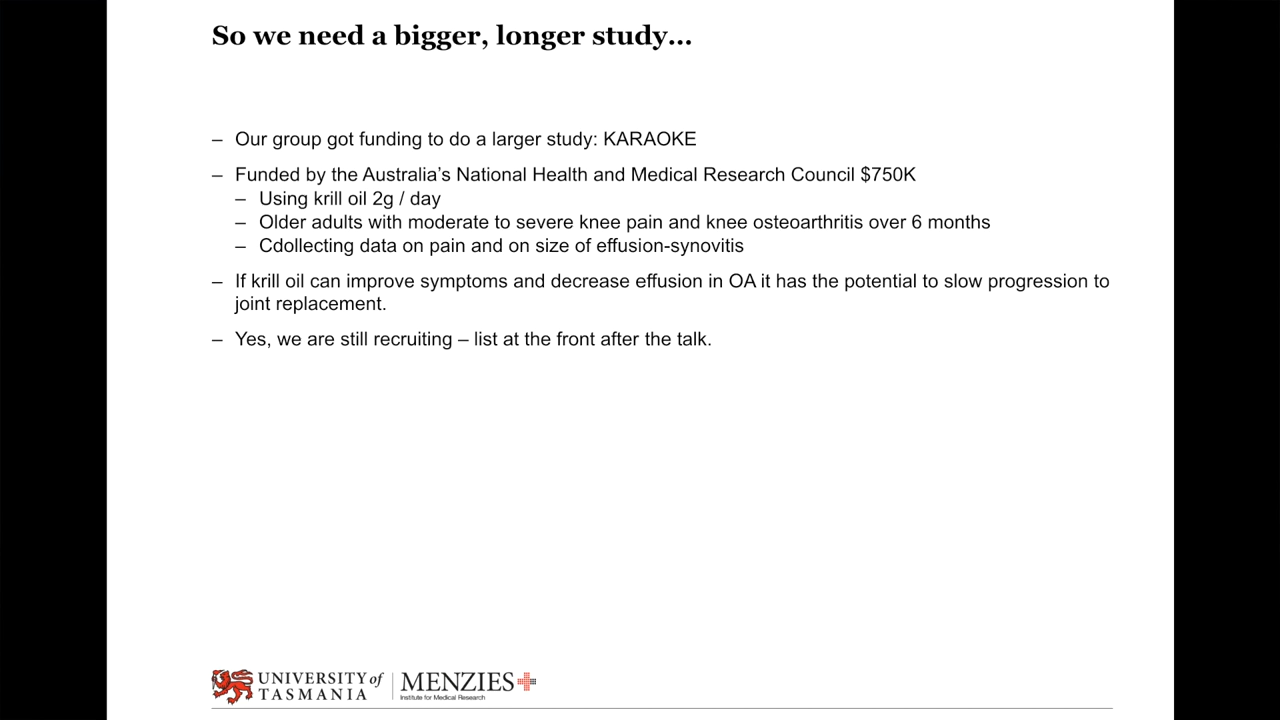 So we need a bigger, longer study...
– Our group got funding to do a larger study: KARAOKE
– Funded by the Australia’s National Health and Medical Research Council $750K
– Using krill oil 2g / day
– Older adults with moderate to severe knee pain and knee osteoarthritis over 6 months
– Cdollecting data on pain and on size of effusion-synovitis
– If krill oil can improve symptoms and decrease effusion in OA it has the potential to slow progression to
joint replacement.
– Yes, we are still recruiting – list at the front after the talk.
UNIVERSITY of
TASMANIA
MENZIES
Institute for Medical Research